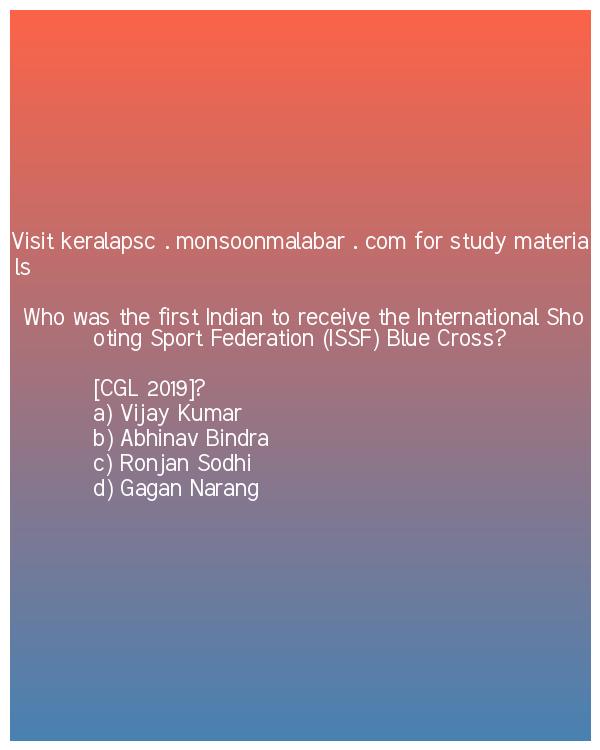 Visit keralapsc . monsoonmalabar . com for study materia
ls
Who was the first Indian to receive the International Sho
oting Sport Federation (ISSF) Blue Cross?
[CGL 2019]?
a) Vijay Kumar
b) Abhinav Bindra
c) Ronjan Sodhi
d) Gagan Narang